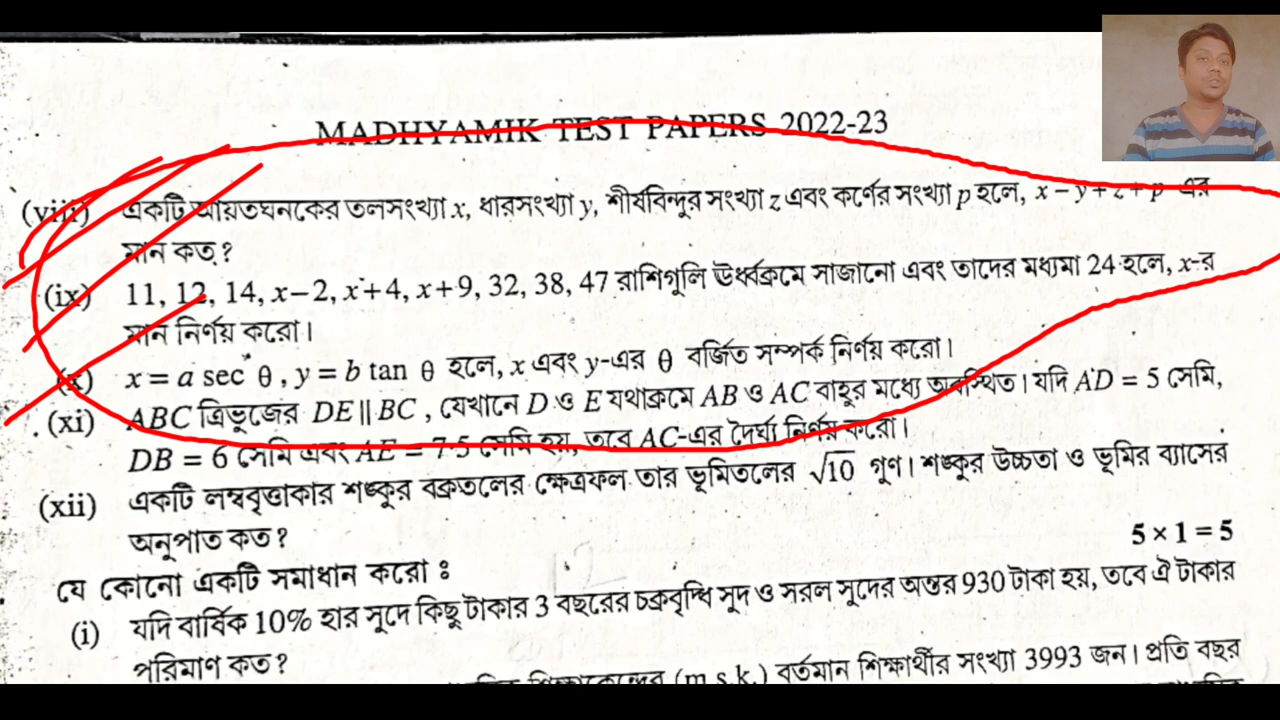 MADHYAMIK TEST PAPERS 2022-23
(viii) একটি আয়তঘনকের তলসংখ্যা x, ধারসংখ্যা y, শীর্ষবিন্দুর সংখ্যা z এবং কর্ণের সংখ্যা p হলে, x − y + z + p এর
মান কত?
(ix) 11, 12, 14, x−2, x+4, x+9, 32, 38, 47 রাশিগুলি ঊর্ধ্বক্রমে সাজানো এবং তাদের মধ্যমা 24 হলে, x-র
মান নির্ণয় করো।
(x) x = a sec θ, y = b tan θ হলে, x এবং y-এর θ বর্জিত সম্পর্ক নির্ণয় করো।
(xi) ABC ত্রিভুজের DE || BC, যেখানে D ও E যথাক্রমে AB ও AC বাহুর মধ্যে অবস্থিত। যদি AD = 5 সেমি,
DB = 6 সেমি এবং AE = 7.5 সেমি হয়, তবে AC-এর দৈর্ঘ্য নির্ণয় করো।
(xii) একটি লম্ববৃত্তাকার শঙ্কুর বক্রতলের ক্ষেত্রফল তার ভূমিতলের √10 গুণ। শঙ্কুর উচ্চতা ও ভূমির ব্যাসের
অনুপাত কত?
যে কোনো একটি সমাধান করো ঃ 5 × 1 = 5
(i) যদি বার্ষিক 10% হার সুদে কিছু টাকার 3 বছরের চক্রবৃদ্ধি সুদ ও সরল সুদের অন্তর 930 টাকা হয়, তবে ঐ টাকার
পরিমাণ কত?
(m.s.k.) বর্তমান শিক্ষার্থীর সংখ্যা 3993 জন। প্রতি বছর